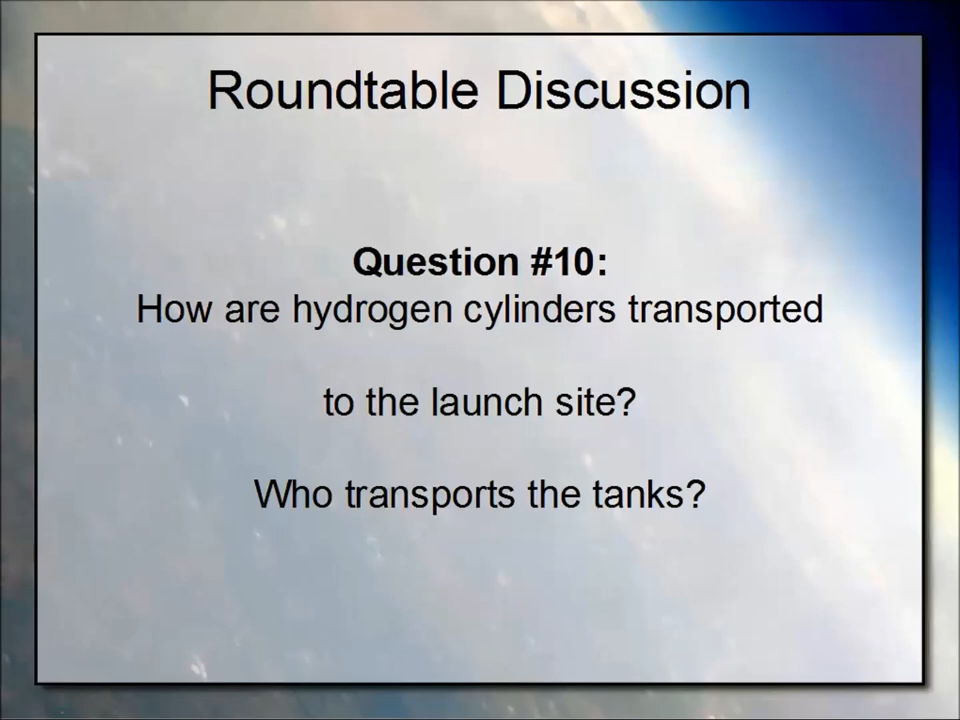 Roundtable Discussion
Question #10:
How are hydrogen cylinders transported
to the launch site?
Who transports the tanks?